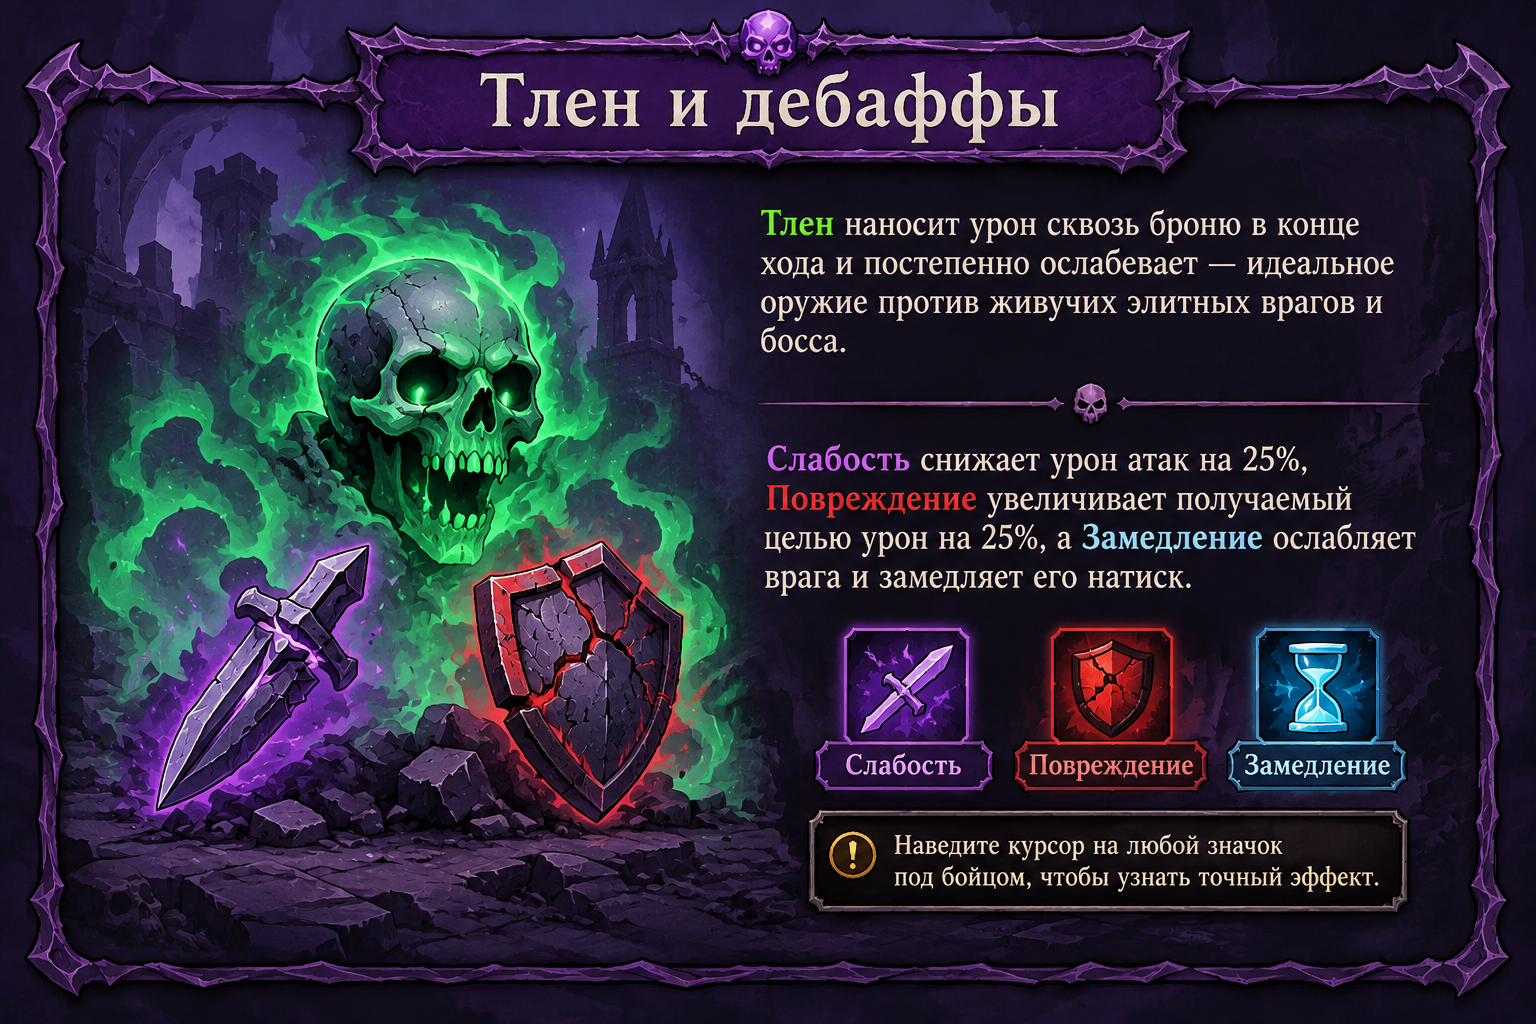 Тлен и дебаффы
Тлен наносит урон сквозь броню в конце
хода и постепенно ослабевает — идеальное
оружие против живучих элитных врагов и
босса.
Слабость снижает урон атак на 25%,
Повреждение увеличивает получаемый
целью урон на 25%, а Замедление ослабляет
врага и замедляет его натиск.
Слабость
Повреждение
Замедление
Наведите курсор на любой значок
под бойцом, чтобы узнать точный эффект.